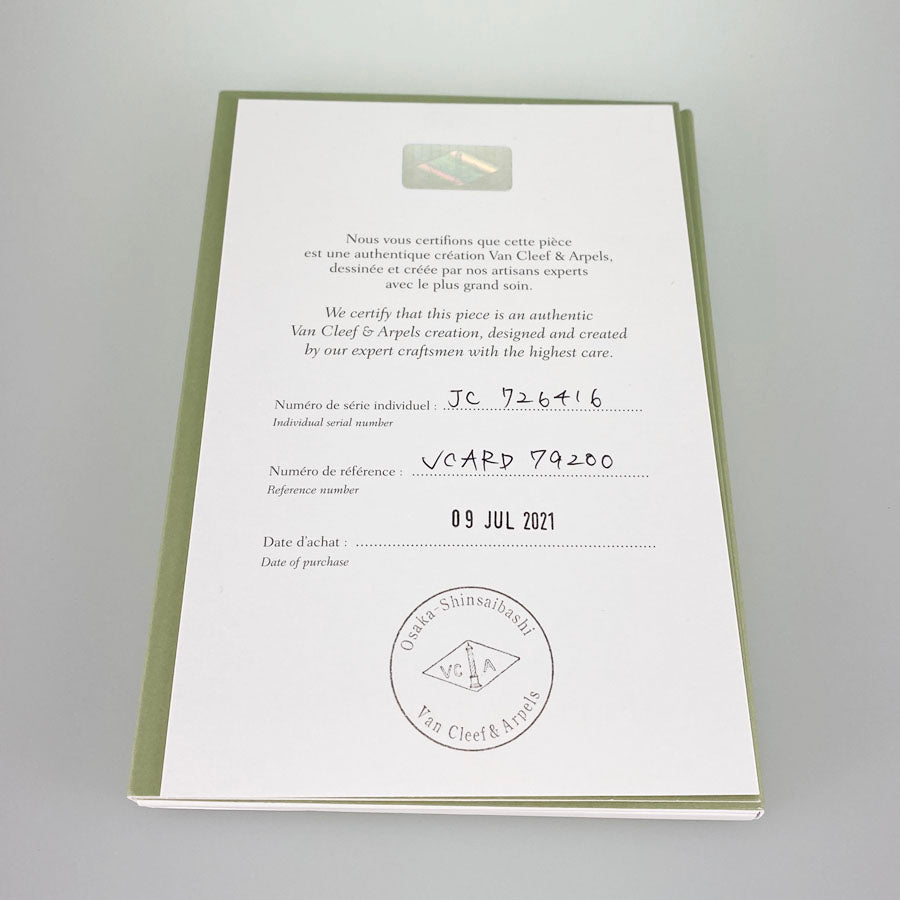 Nous vous certifions que cette pièce
est une authentique création Van Cleef & Arpels,
dessinée et créée par nos artisans experts
avec le plus grand soin.
We certify that this piece is an authentic
Van Cleef & Arpels creation, designed and created
by our expert craftsmen with the highest care.
Numéro de série individuel : JC 726416
Individual serial number
Numéro de référence : VCARD 79200
Reference number
09 JUL 2021
Date d'achat :
Date of purchase
Osaka-Shinsaibashi
VC A
Van Cleef & Arpels